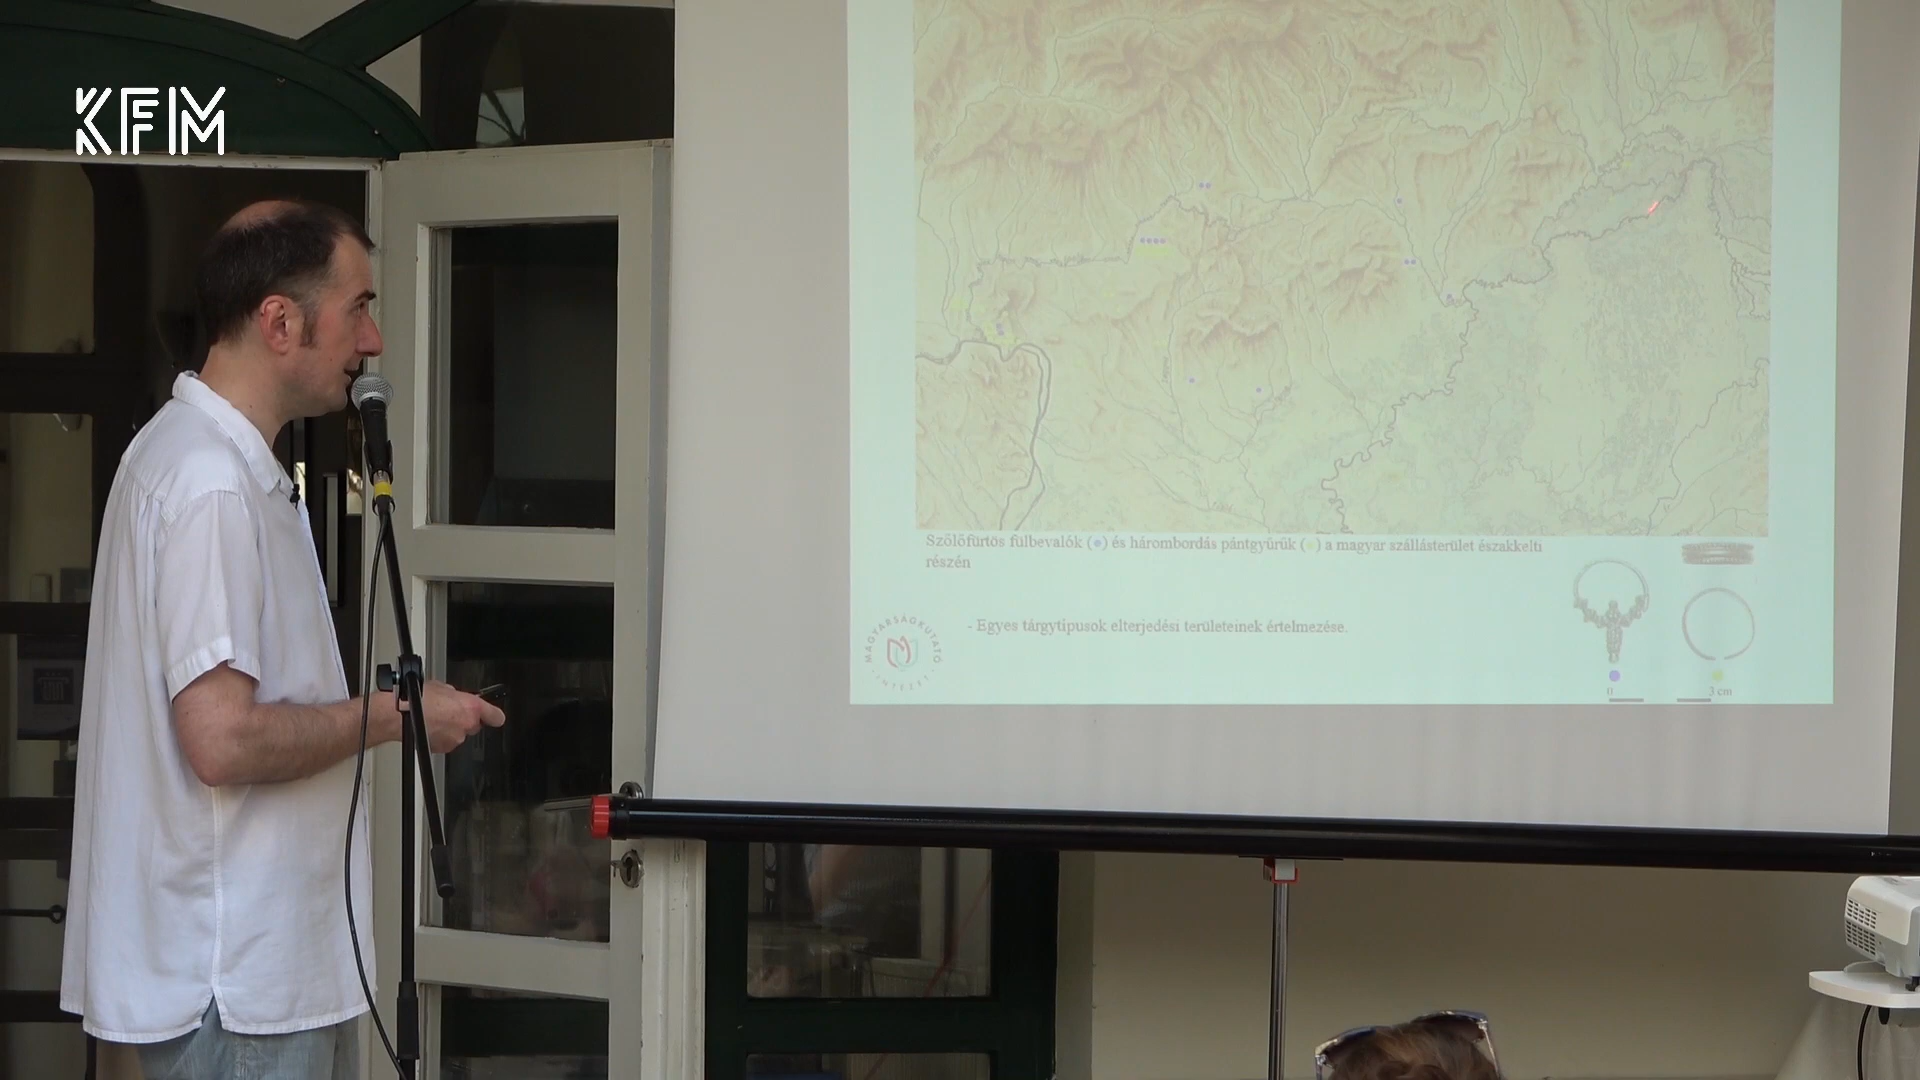 KFM
Szőlőfürtös fülbevalók ( ) és hárombordás pántgyűrűk ( ) a magyar szállásterület északkelti
részén
- Egyes tárgytípusok elterjedési területeinek értelmezése.
MAGYARSÁGKUTATÓ
INTÉZET
0
3 cm